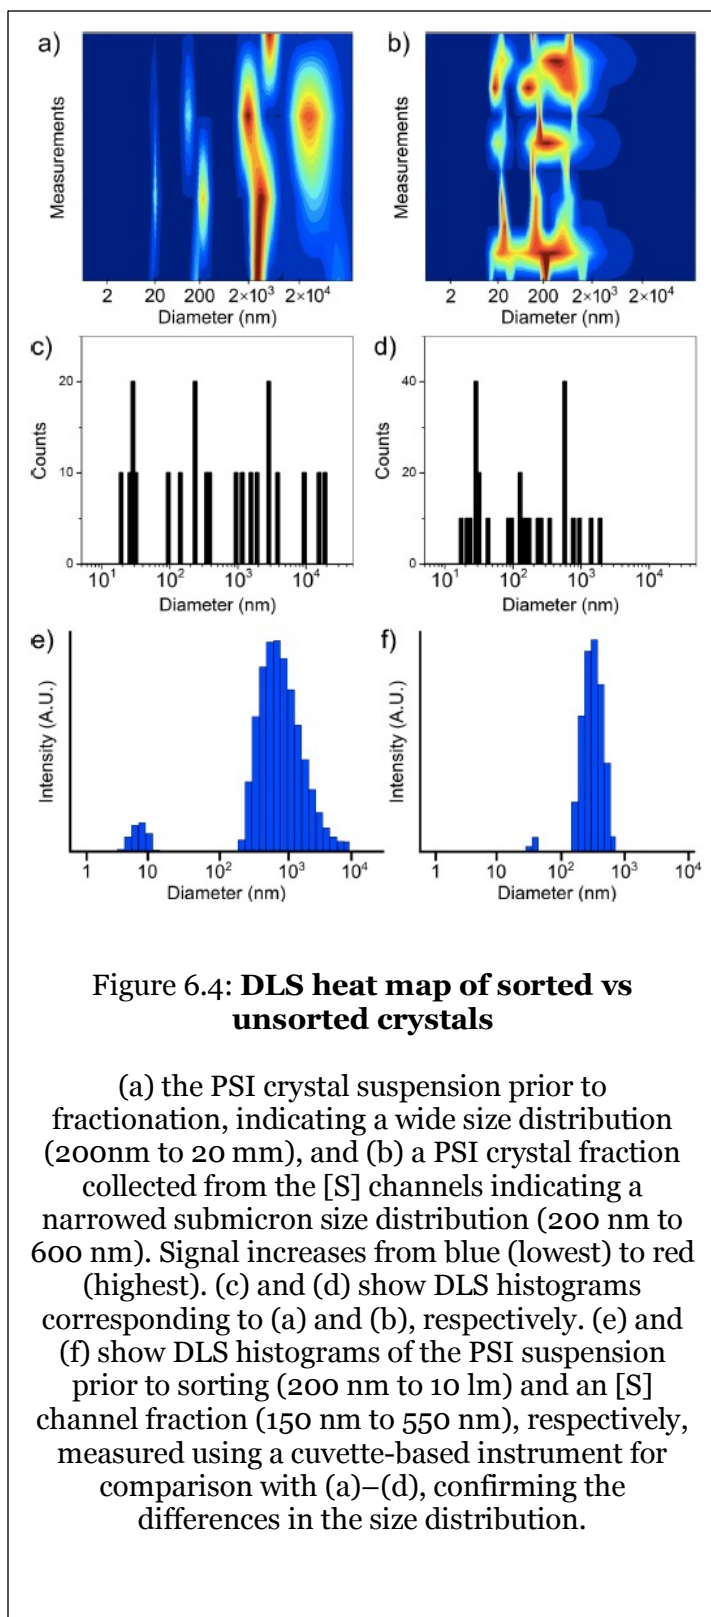 a)
b)
Measurements
Measurements
2 20 200 2×10³ 2×10⁴
Diameter (nm)
2 20 200 2×10³ 2×10⁴
Diameter (nm)
c)
d)
20
10
0
Counts
40
20
0
Counts
10¹ 10² 10³ 10⁴
Diameter (nm)
10¹ 10² 10³ 10⁴
Diameter (nm)
e)
f)
Intensity (A.U.)
Intensity (A.U.)
1 10 10² 10³ 10⁴
Diameter (nm)
1 10 10² 10³ 10⁴
Diameter (nm)
Figure 6.4: DLS heat map of sorted vs
unsorted crystals
(a) the PSI crystal suspension prior to
fractionation, indicating a wide size distribution
(200nm to 20 mm), and (b) a PSI crystal fraction
collected from the [S] channels indicating a
narrowed submicron size distribution (200 nm to
600 nm). Signal increases from blue (lowest) to red
(highest). (c) and (d) show DLS histograms
corresponding to (a) and (b), respectively. (e) and
(f) show DLS histograms of the PSI suspension
prior to sorting (200 nm to 10 lm) and an [S]
channel fraction (150 nm to 550 nm), respectively,
measured using a cuvette-based instrument for
comparison with (a)–(d), confirming the
differences in the size distribution.